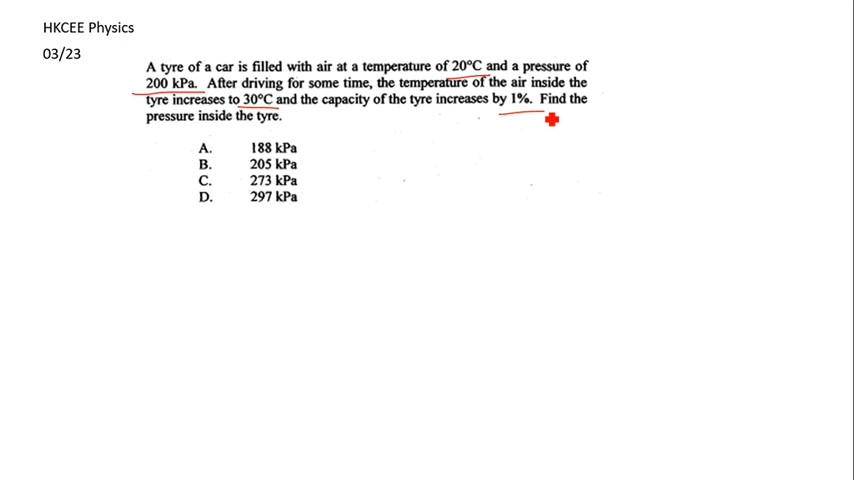 HKCEE Physics
03/23
A tyre of a car is filled with air at a temperature of 20°C and a pressure of
200 kPa. After driving for some time, the temperature of the air inside the
tyre increases to 30°C and the capacity of the tyre increases by 1%. Find the
pressure inside the tyre.
A. 188 kPa
B. 205 kPa
C. 273 kPa
D. 297 kPa